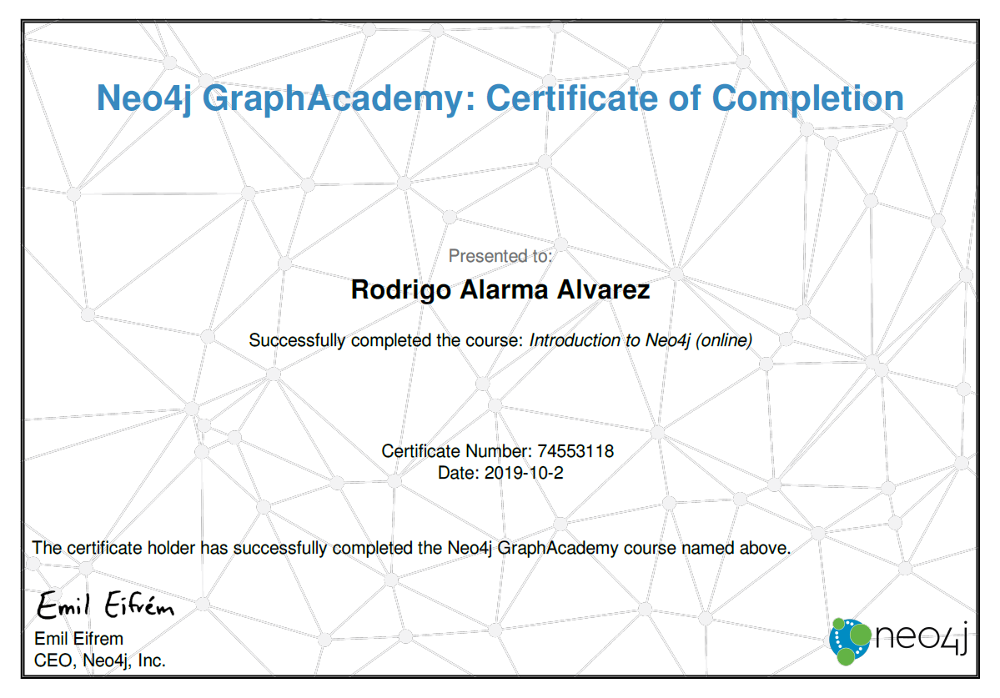 Neo4j GraphAcademy: Certificate of Completion
Presented to:
Rodrigo Alarma Alvarez
Successfully completed the course: Introduction to Neo4j (online)
Certificate Number: 74553118
Date: 2019-10-2
The certificate holder has successfully completed the Neo4j GraphAcademy course named above.
Emil Eifrém
Emil Eifrem
CEO, Neo4j, Inc.
neo4j